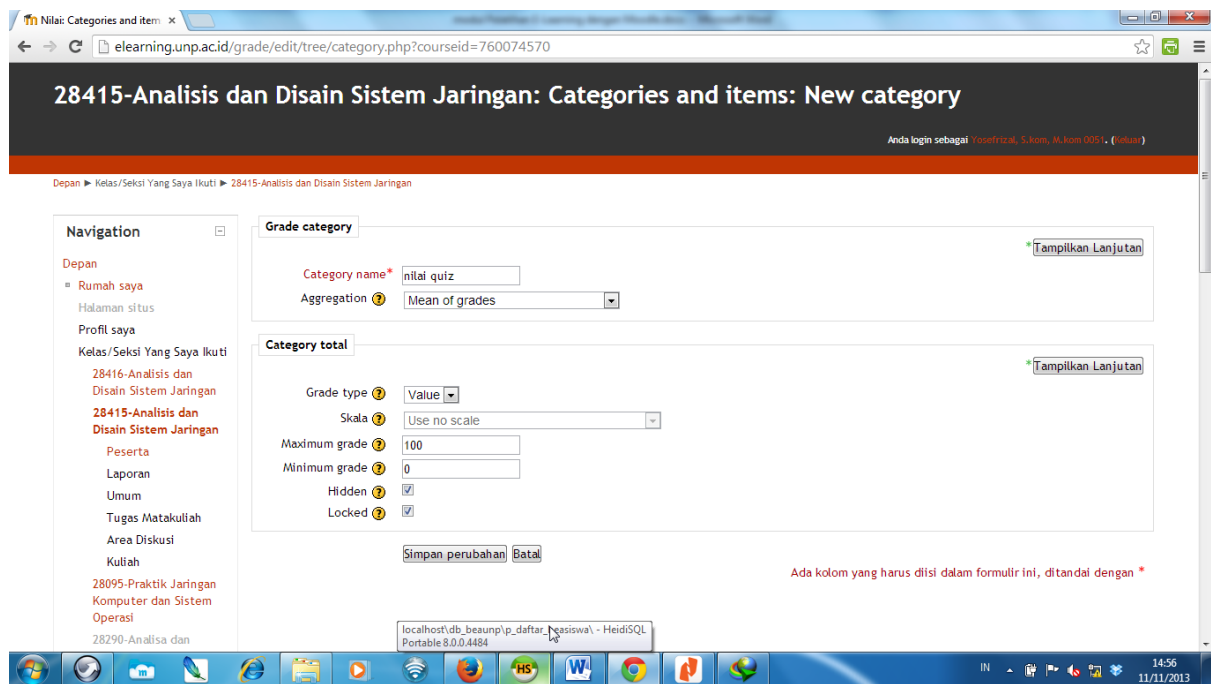 Nilai: Categories and item
elearning.unp.ac.id/grade/edit/tree/category.php?courseid=760074570
28415-Analisis dan Disain Sistem Jaringan: Categories and items: New category
Anda login sebagai Yosefrizal, S.kom, M.kom 0051. (Keluar)
Depan ► Kelas/Seksi Yang Saya Ikuti ► 28415-Analisis dan Disain Sistem Jaringan
Navigation
Depan
Rumah saya
Halaman situs
Profil saya
Kelas/Seksi Yang Saya Ikuti
28416-Analisis dan
Disain Sistem Jaringan
28415-Analisis dan
Disain Sistem Jaringan
Peserta
Laporan
Umum
Tugas Matakuliah
Area Diskusi
Kuliah
28095-Praktik Jaringan
Komputer dan Sistem
Operasi
28290-Analisa dan
Grade category
*Tampilkan Lanjutan
Category name* nilai quiz
Aggregation Mean of grades
Category total
*Tampilkan Lanjutan
Grade type Value
Skala Use no scale
Maximum grade 100
Minimum grade 0
Hidden
Locked
Simpan perubahan Batal
Ada kolom yang harus diisi dalam formulir ini, ditandai dengan *
localhost\db_beaunp\p_daftar_beasiswa\ - HeidiSQL
Portable 8.0.0.4484
HS
W
IN
14:56
11/11/2013